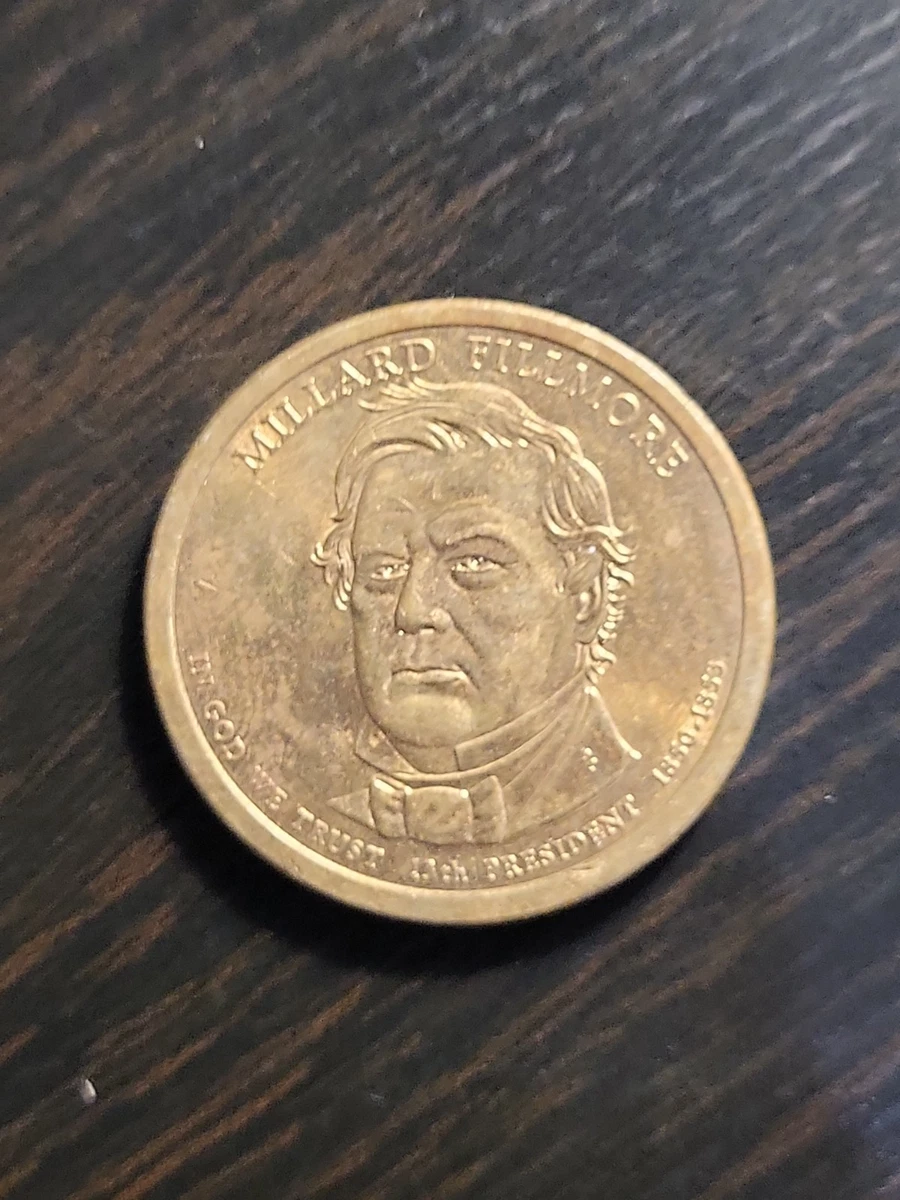 MILLARD FILLMORE
IN GOD WE TRUST 13th PRESIDENT 1850-1853